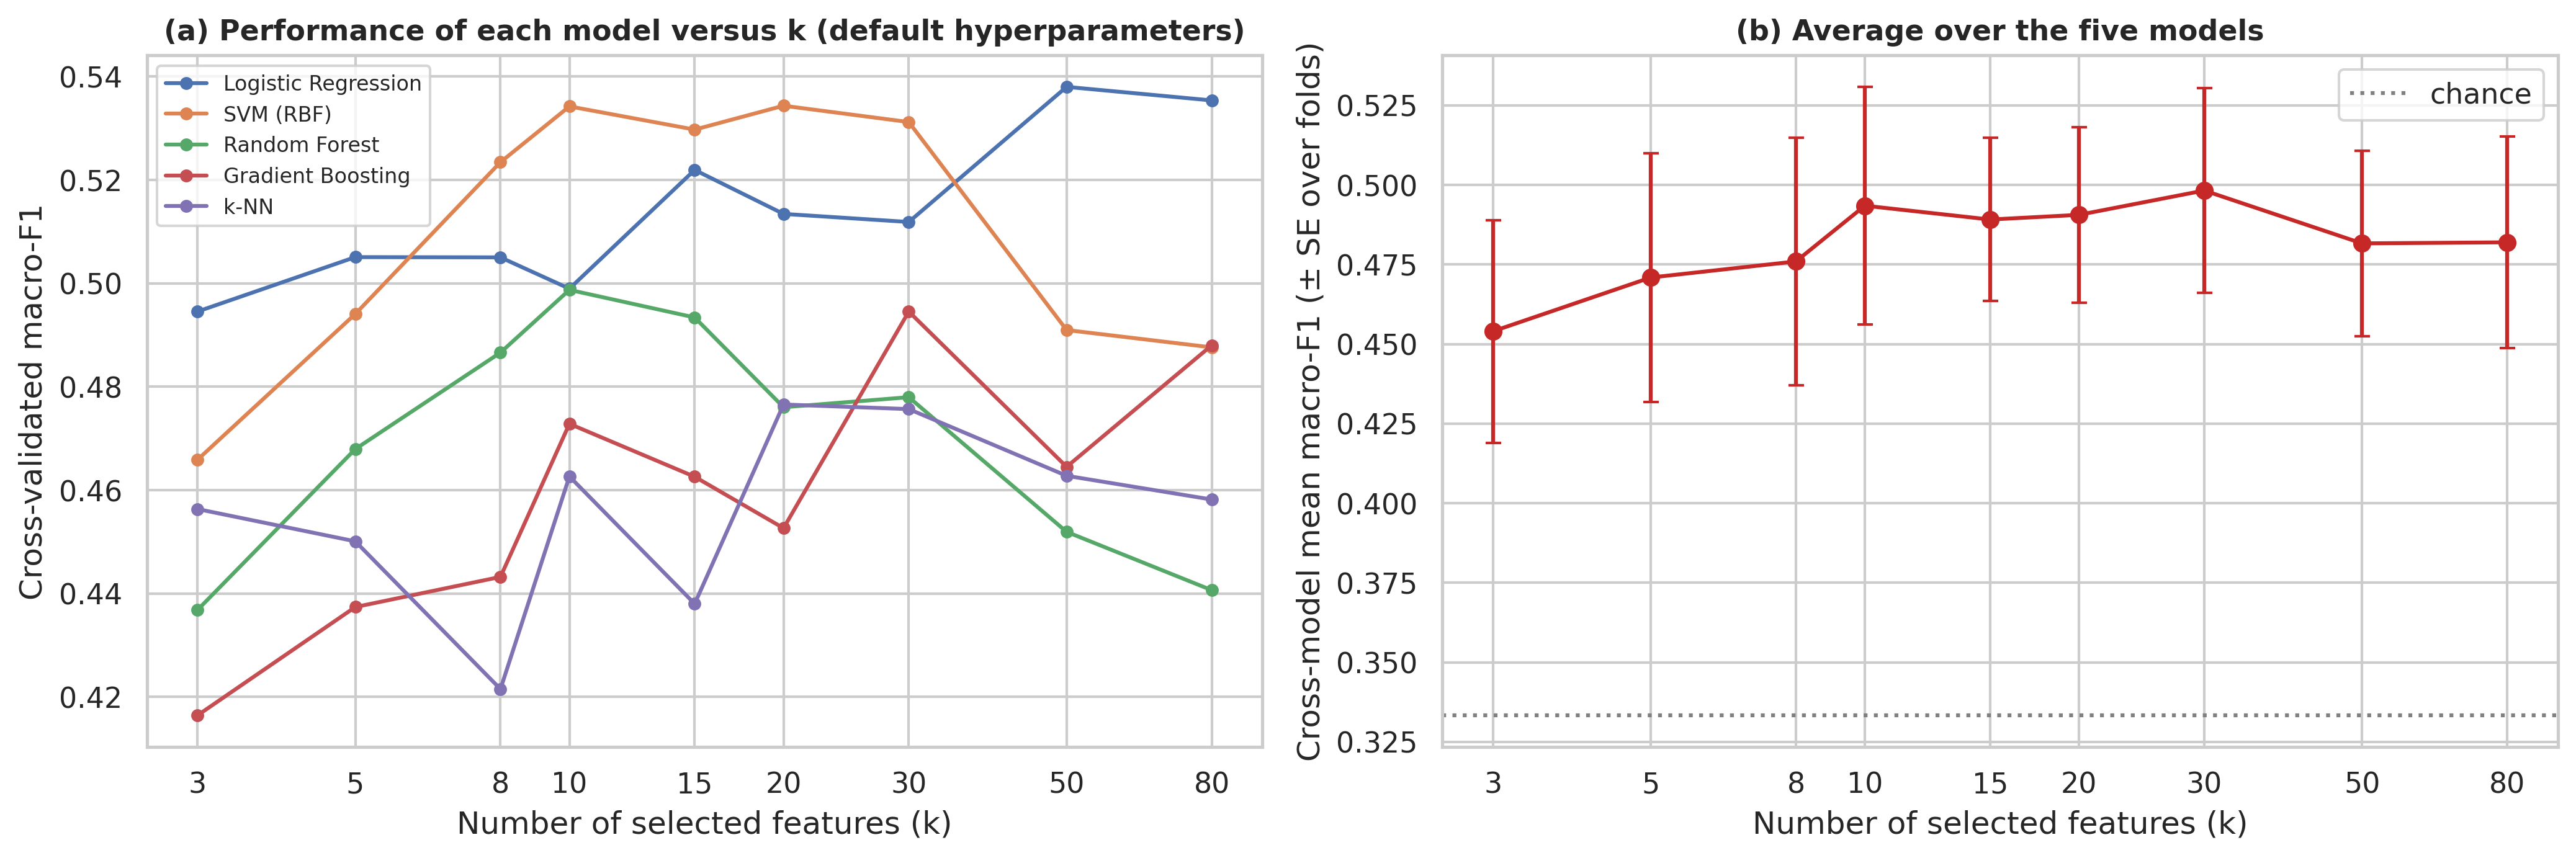 (a) Performance of each model versus k (default hyperparameters)
Cross-validated macro-F1
0.54
0.52
0.50
0.48
0.46
0.44
0.42
Logistic Regression
SVM (RBF)
Random Forest
Gradient Boosting
k-NN
3 5 8 10 15 20 30 50 80
Number of selected features (k)
(b) Average over the five models
Cross-model mean macro-F1 (± SE over folds)
0.525
0.500
0.475
0.450
0.425
0.400
0.375
0.350
0.325
chance
3 5 8 10 15 20 30 50 80
Number of selected features (k)